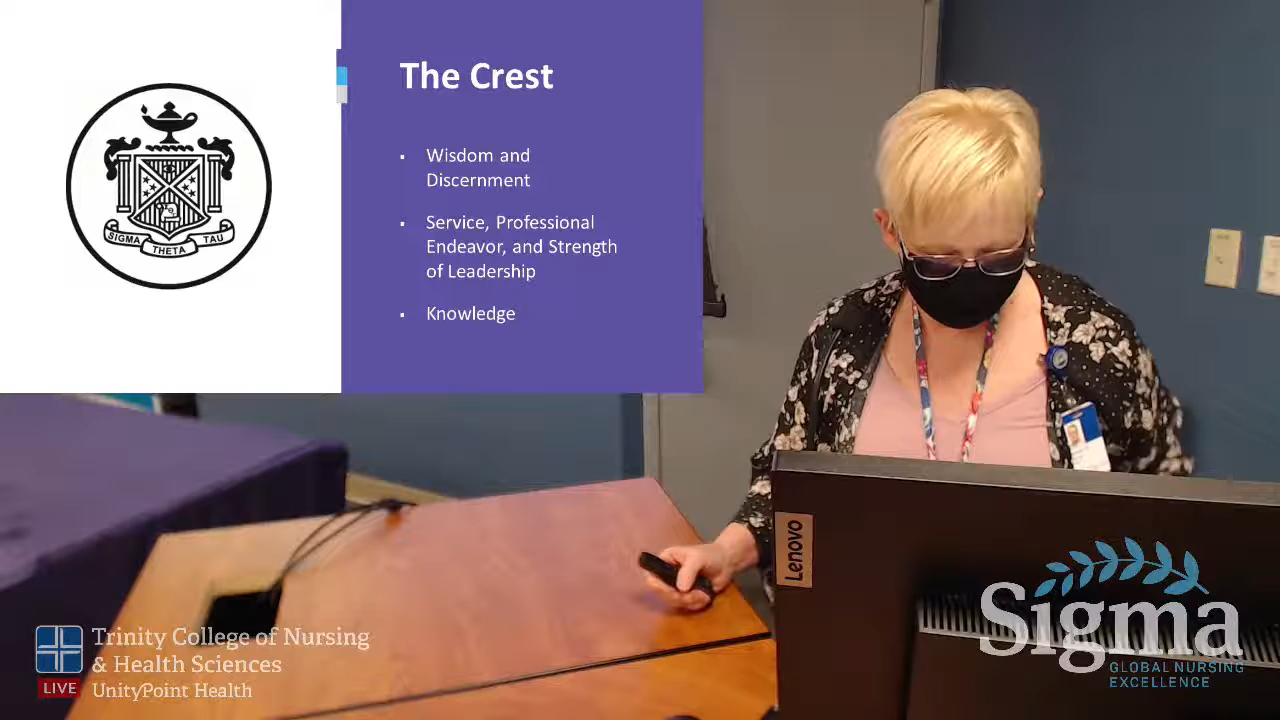 The Crest
▪ Wisdom and
Discernment
▪ Service, Professional
Endeavor, and Strength
of Leadership
▪ Knowledge
SIGMA THETA TAU
Lenovo
Trinity College of Nursing
& Health Sciences
LIVE UnityPoint Health
Sigma
GLOBAL NURSING
EXCELLENCE